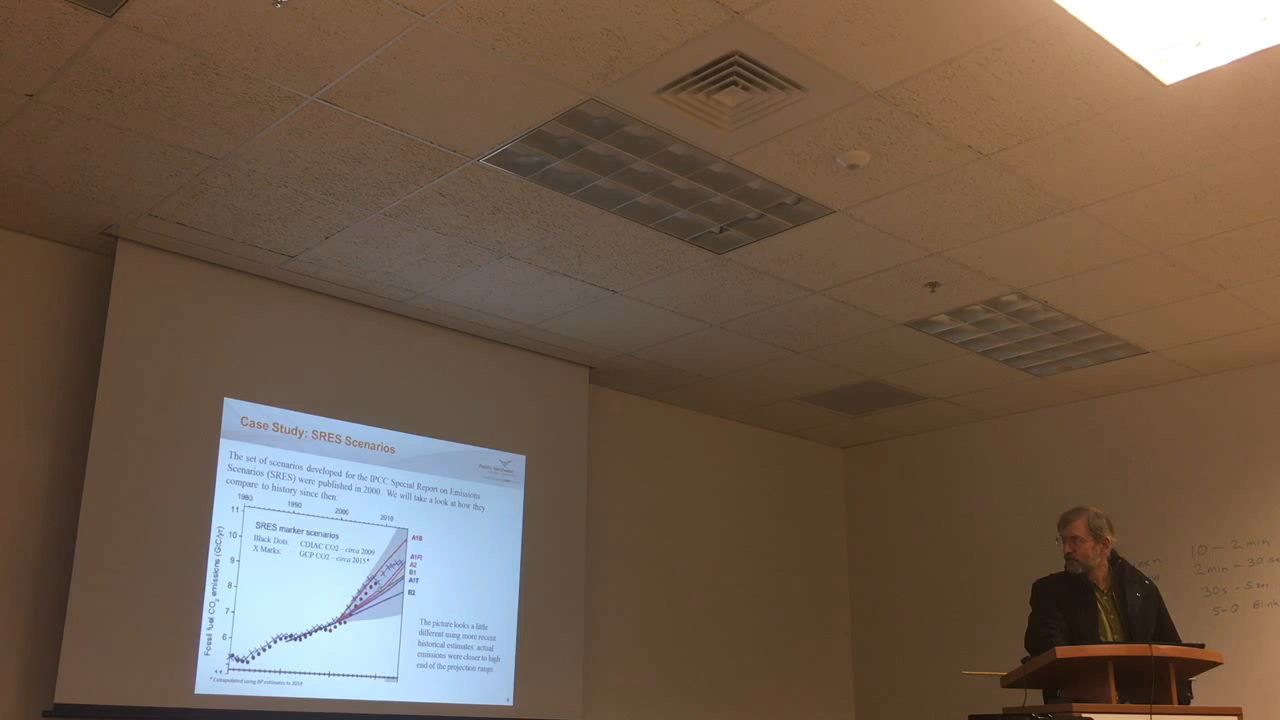 Case Study: SRES Scenarios
Pacific Northwest
The set of scenarios developed for the IPCC Special Report on Emissions
Scenarios (SRES) were published in 2000. We will take a look at how they
compare to history since then:
1980 1990 2000 2010
SRES marker scenarios
Black Dots: CDIAC CO2 – circa 2009
X Marks: GCP CO2 – circa 2015*
Fossil fuel CO2 emissions (GtC/yr)
11
10
9
8
7
6
A1B
A1FI
A2
B1
A1T
B2
The picture looks a little
different using more recent
historical estimates: actual
emissions were closer to high
end of the projection range.
* Extrapolated using BP estimates to 2014
10 – 2 min
2 min – 30 se
30s - 5
5-0 Blink